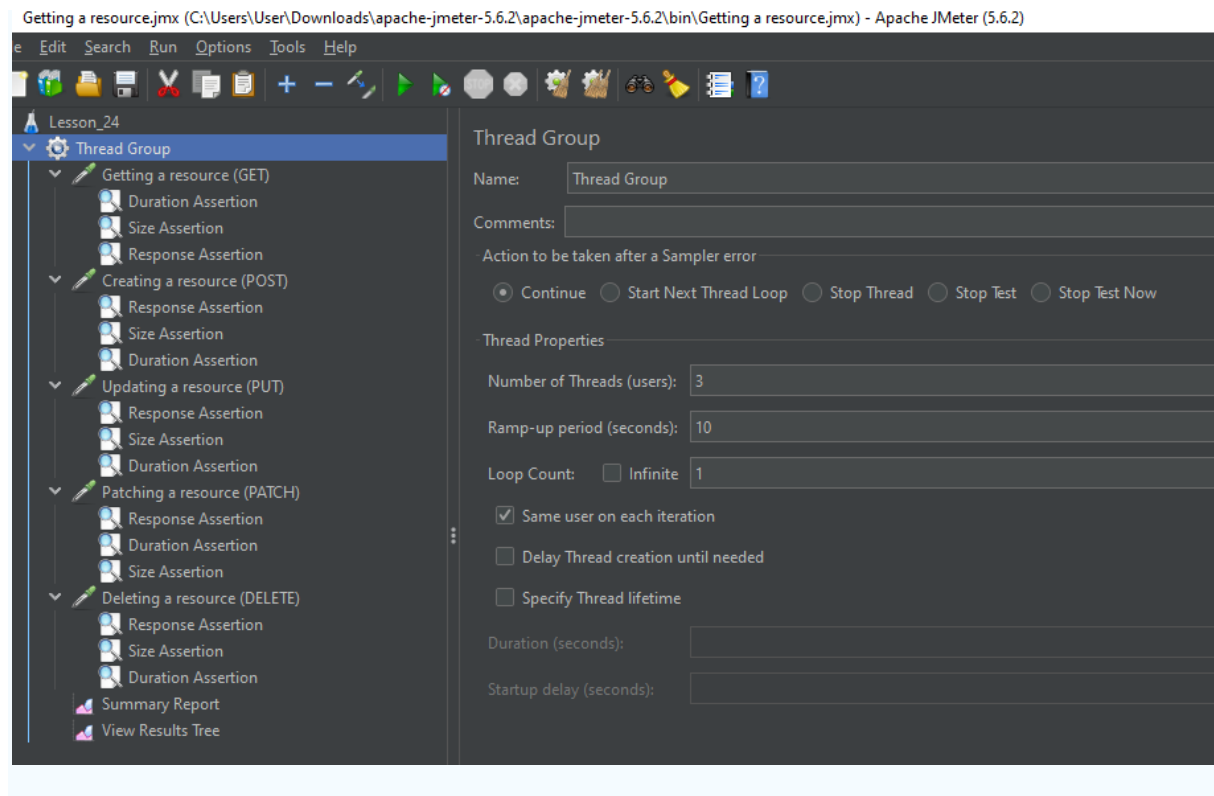 Getting a resource.jmx (C:\Users\User\Downloads\apache-jmeter-5.6.2\apache-jmeter-5.6.2\bin\Getting a resource.jmx) - Apache JMeter (5.6.2)
e Edit Search Run Options Tools Help
STOP
Lesson_24
Thread Group
Getting a resource (GET)
Duration Assertion
Size Assertion
Response Assertion
Creating a resource (POST)
Response Assertion
Size Assertion
Duration Assertion
Updating a resource (PUT)
Response Assertion
Size Assertion
Duration Assertion
Patching a resource (PATCH)
Response Assertion
Duration Assertion
Size Assertion
Deleting a resource (DELETE)
Response Assertion
Size Assertion
Duration Assertion
Summary Report
View Results Tree
Thread Group
Name: Thread Group
Comments:
Action to be taken after a Sampler error
Continue Start Next Thread Loop Stop Thread Stop Test Stop Test Now
Thread Properties
Number of Threads (users): 3
Ramp-up period (seconds): 10
Loop Count: Infinite 1
Same user on each iteration
Delay Thread creation until needed
Specify Thread lifetime
Duration (seconds):
Startup delay (seconds):